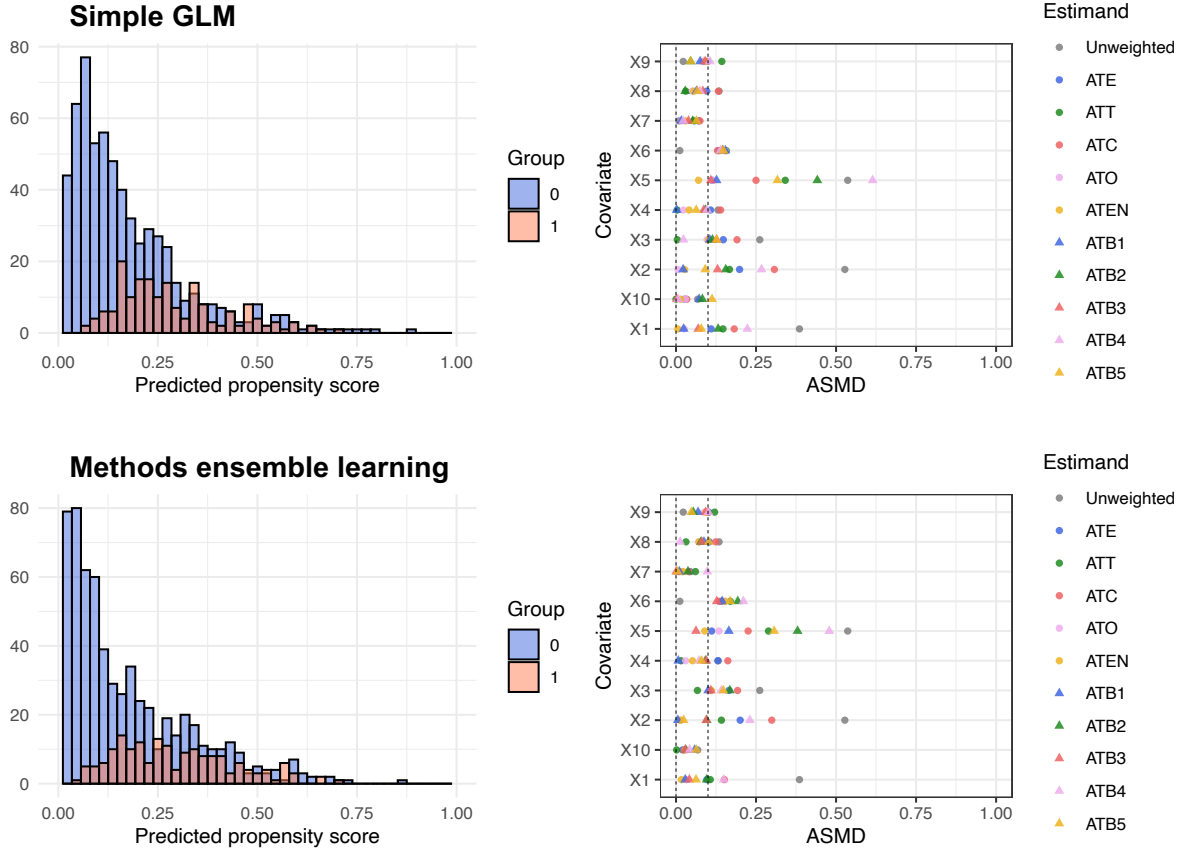 Simple GLM
80
60
40
20
0
0.00 0.25 0.50 0.75 1.00
Predicted propensity score
Group
0
1
Covariate
X9
X8
X7
X6
X5
X4
X3
X2
X10
X1
0.00 0.25 0.50 0.75 1.00
ASMD
Estimand
Unweighted
ATE
ATT
ATC
ATO
ATEN
ATB1
ATB2
ATB3
ATB4
ATB5
Methods ensemble learning
80
60
40
20
0
0.00 0.25 0.50 0.75 1.00
Predicted propensity score
Group
0
1
Covariate
X9
X8
X7
X6
X5
X4
X3
X2
X10
X1
0.00 0.25 0.50 0.75 1.00
ASMD
Estimand
Unweighted
ATE
ATT
ATC
ATO
ATEN
ATB1
ATB2
ATB3
ATB4
ATB5